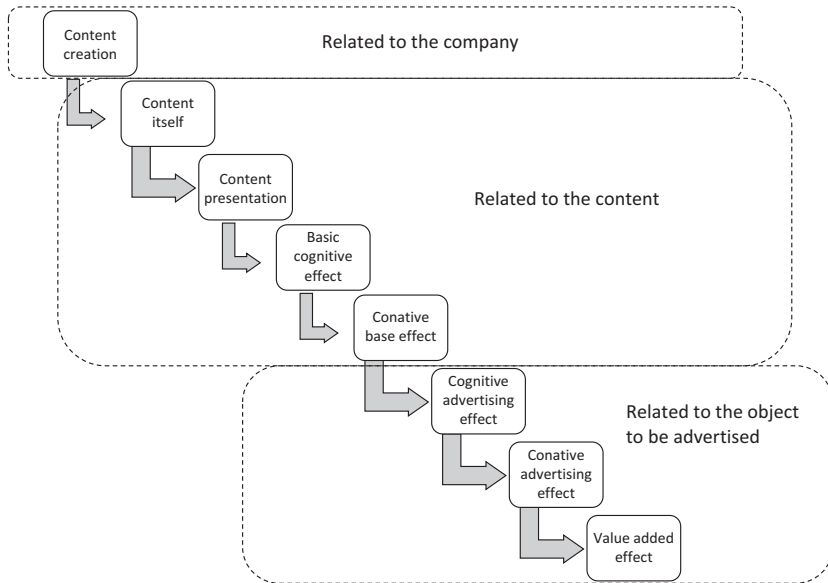 Content
creation
Related to the company
Content
itself
Content
presentation
Related to the content
Basic
cognitive
effect
Conative
base effect
Cognitive
advertising
effect
Related to the object
to be advertised
Conative
advertising
effect
Value added
effect